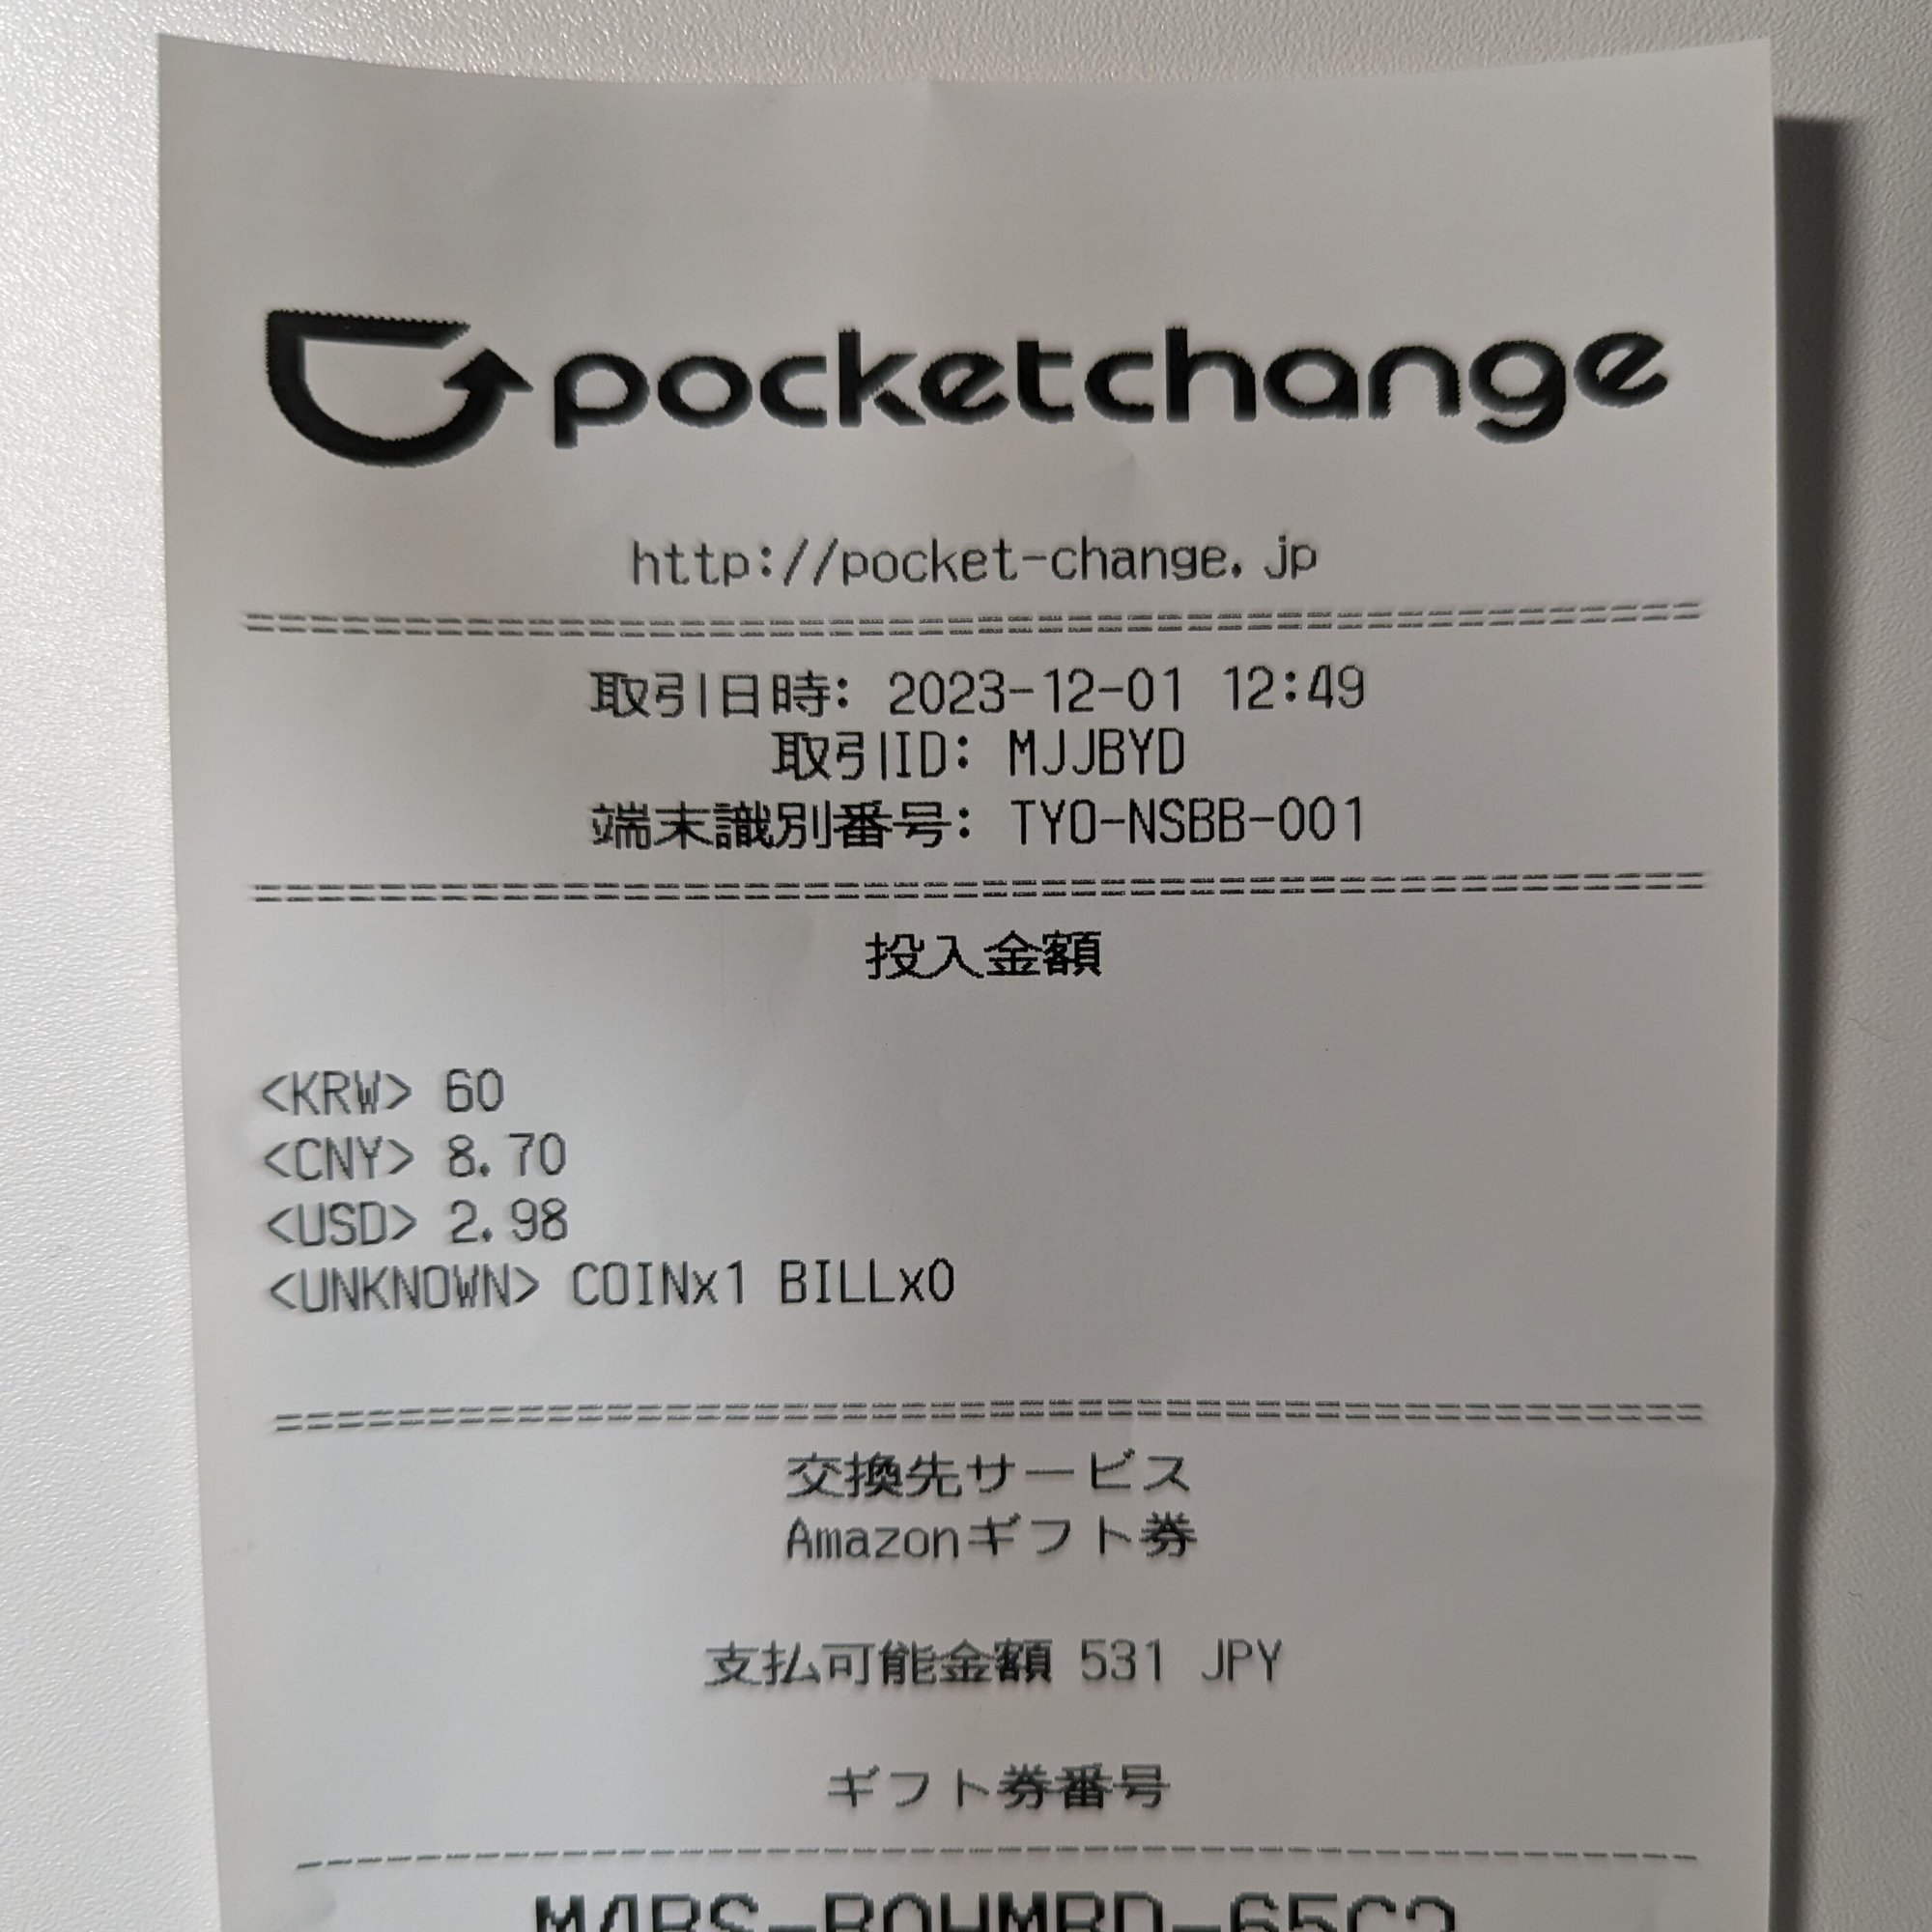 pocketchange
http://pocket-change.jp
取引日時: 2023-12-01 12:49
取引ID: MJJBYD
端末識別番号: TYO-NSBB-001
投入金額
<KRW> 60
<CNY> 8.70
<USD> 2.98
<UNKNOWN> COINx1 BILLx0
交換先サービス
Amazonギフト券
支払可能金額 531 JPY
ギフト券番号